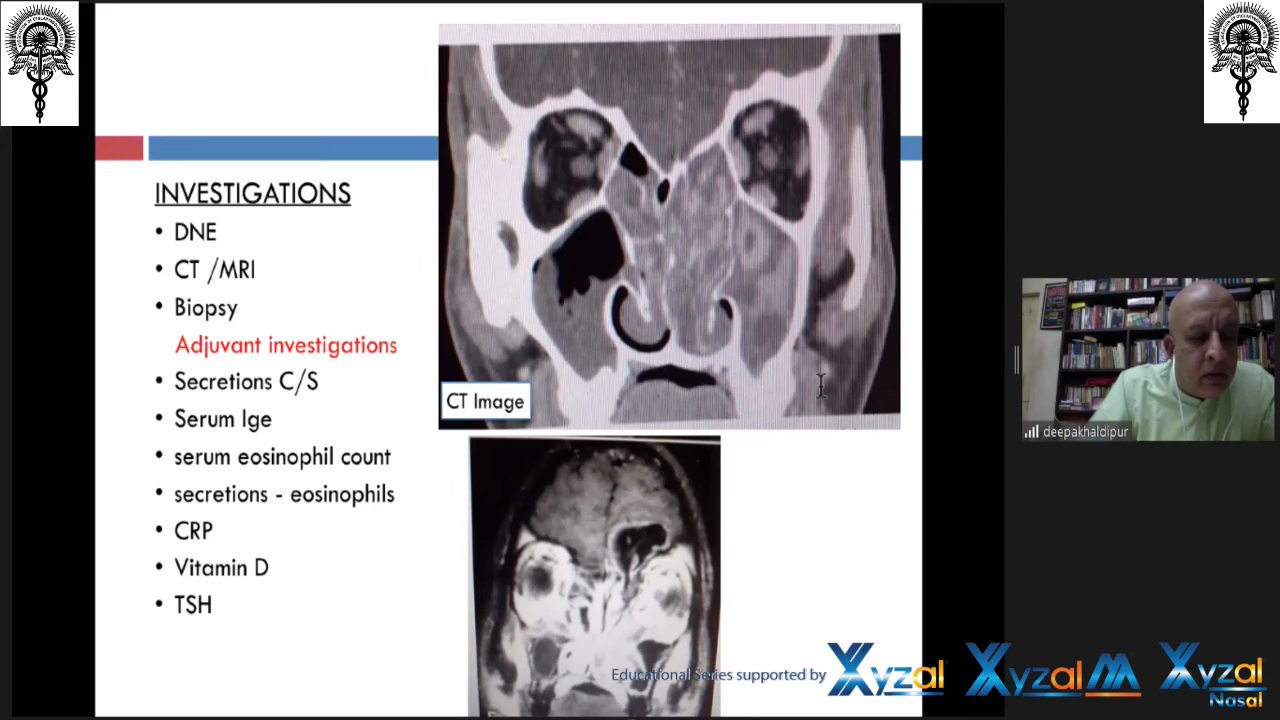 INVESTIGATIONS
• DNE
• CT /MRI
• Biopsy
Adjuvant investigations
• Secretions C/S
• Serum Ige
• serum eosinophil count
• secretions - eosinophils
• CRP
• Vitamin D
• TSH
CT Image
deepakhaldipur
Educational Series supported by
Xyzal
Xyzal M
Xyzal
Nasal